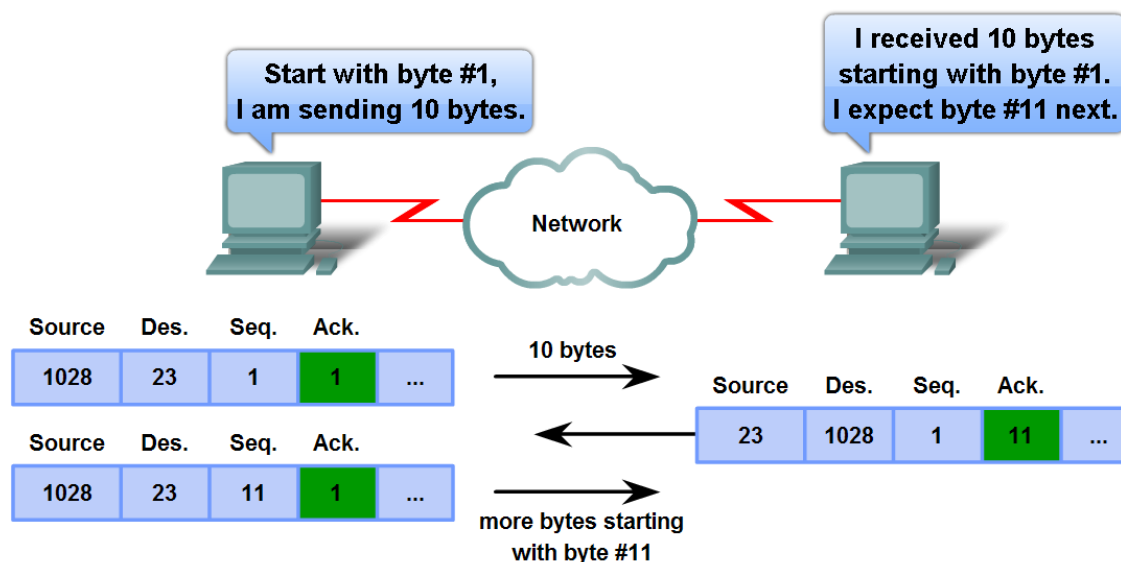 Start with byte #1,
I am sending 10 bytes.
I received 10 bytes
starting with byte #1.
I expect byte #11 next.
Network
Source Des. Seq. Ack.
1028 23 1 1 ...
10 bytes
Source Des. Seq. Ack.
23 1028 1 11 ...
Source Des. Seq. Ack.
1028 23 11 1 ...
more bytes starting
with byte #11